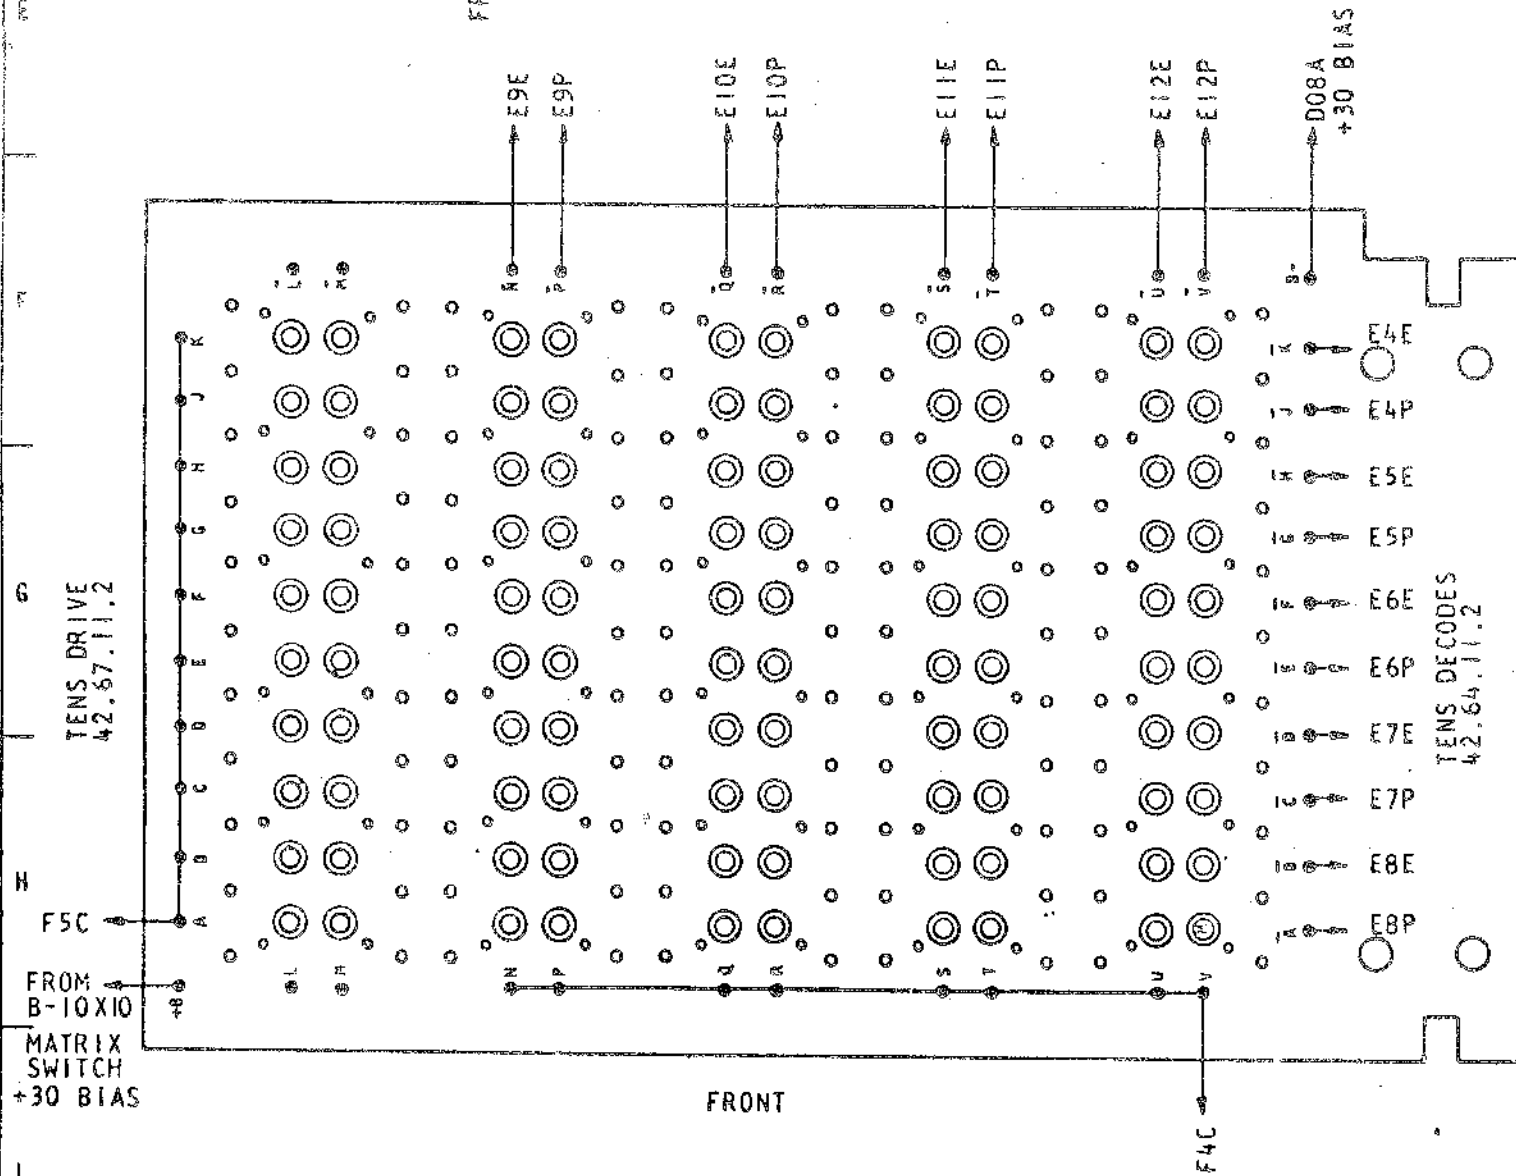 E9E
E9P
E10E
E10P
E11E
E11P
E12E
E12P
D08A
+30 BIAS
L
M
N
P
Q
R
S
T
U
V
B-
K
J
H
G
F
E
D
C
B
A
K
J
H
G
F
E
D
C
B
A
E4E
E4P
E5E
E5P
E6E
E6P
E7E
E7P
E8E
E8P
TENS DRIVE
42.67.11.2
TENS DECODES
42.64.11.2
G
H
F5C
FROM
B-10X10
MATRIX
SWITCH
+30 BIAS
L
M
N
P
Q
R
S
T
U
V
FRONT
F4C